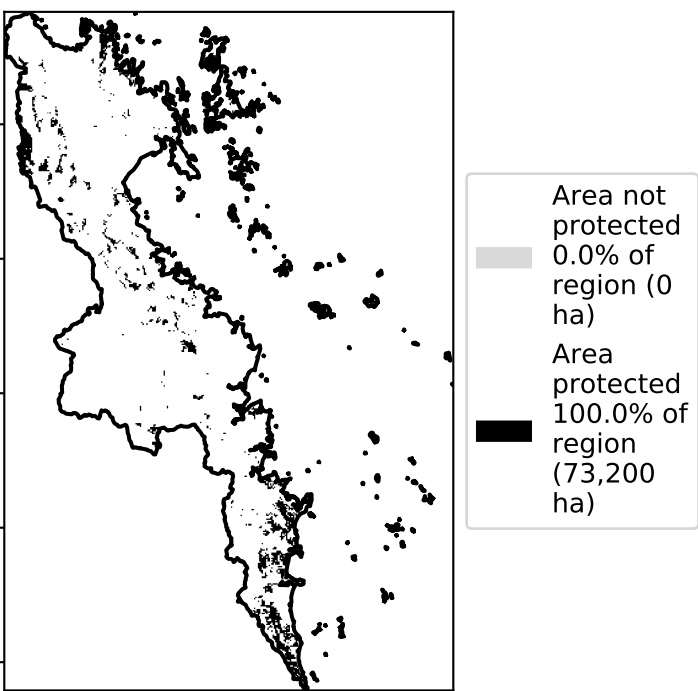 Area not
protected
0.0% of
region (0
ha)
Area
protected
100.0% of
region
(73,200
ha)